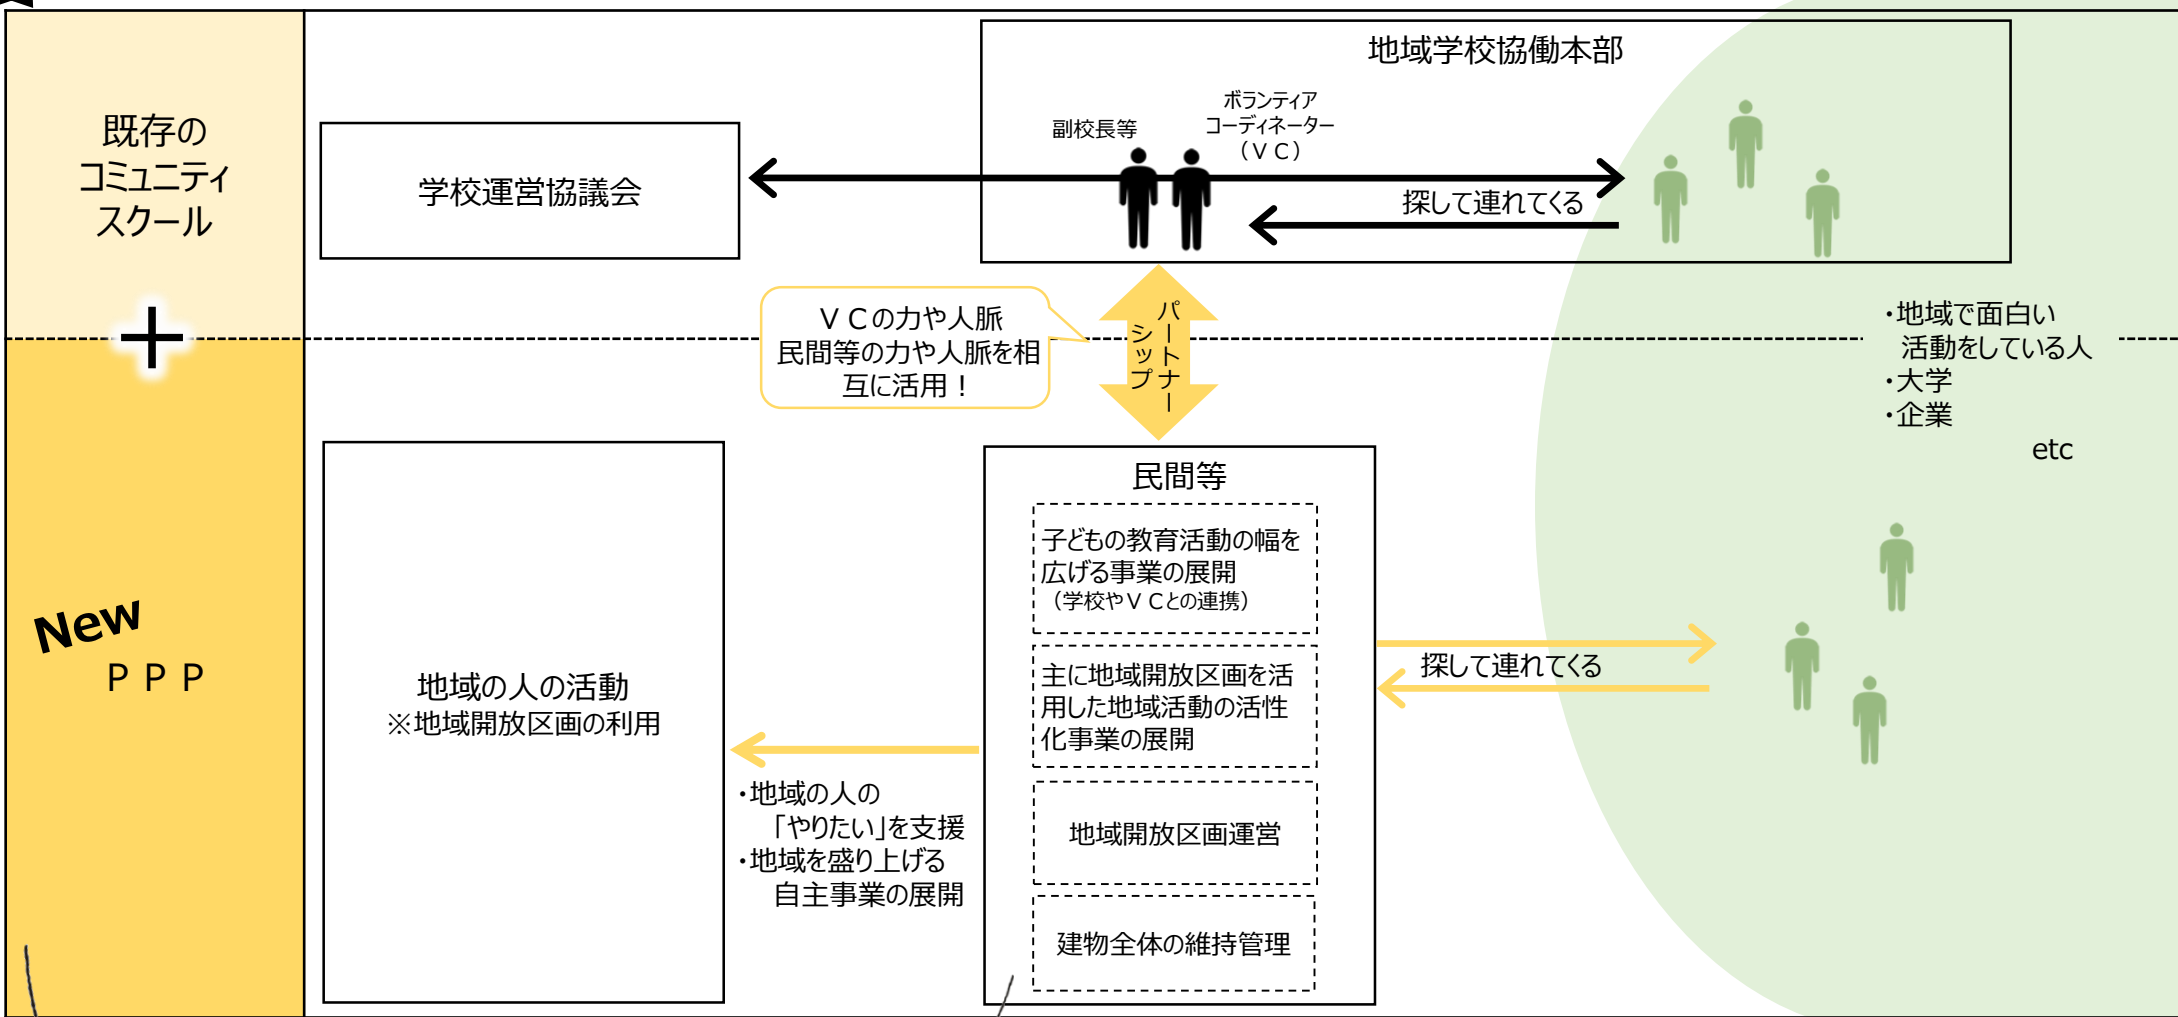 既存の
コミュニティ
スクール
学校運営協議会
地域学校協働本部
副校長等
ボランティア
コーディネーター
（ＶＣ）
探して連れてくる
ＶＣの力や人脈
民間等の力や人脈を相
互に活用！
パートナー
シップ
・地域で面白い
活動をしている人
・大学
・企業
etc
New
ＰＰＰ
地域の人の活動
※地域開放区画の利用
・地域の人の
「やりたい」を支援
・地域を盛り上げる
自主事業の展開
民間等
子どもの教育活動の幅を
広げる事業の展開
（学校やＶＣとの連携）
主に地域開放区画を活
用した地域活動の活性
化事業の展開
地域開放区画運営
建物全体の維持管理
探して連れてくる